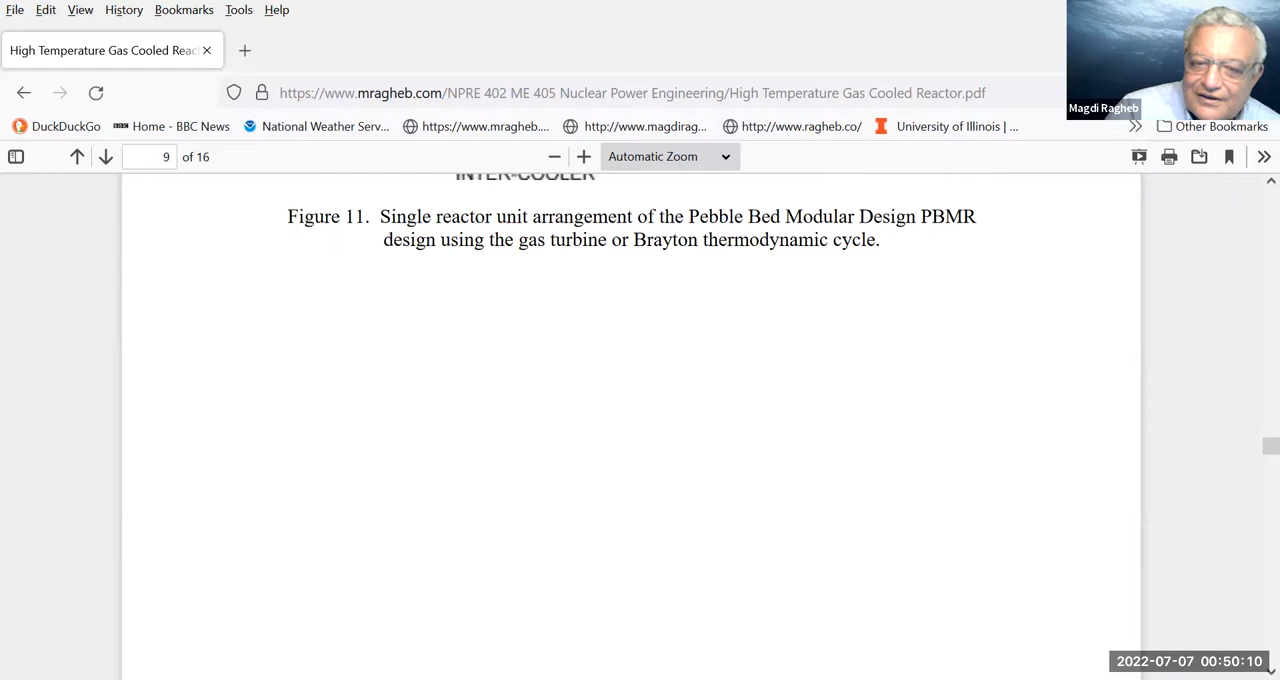 File Edit View History Bookmarks Tools Help
High Temperature Gas Cooled Reac
https://www.mragheb.com/NPRE 402 ME 405 Nuclear Power Engineering/High Temperature Gas Cooled Reactor.pdf
Magdi Ragheb
DuckDuckGo BBC Home - BBC News National Weather Serv... https://www.mragheb.... http://www.magdirag... http://www.ragheb.co/ University of Illinois | ... Other Bookmarks
9 of 16 Automatic Zoom
INTER-COOLER
Figure 11. Single reactor unit arrangement of the Pebble Bed Modular Design PBMR
design using the gas turbine or Brayton thermodynamic cycle.
2022-07-07 00:50:10